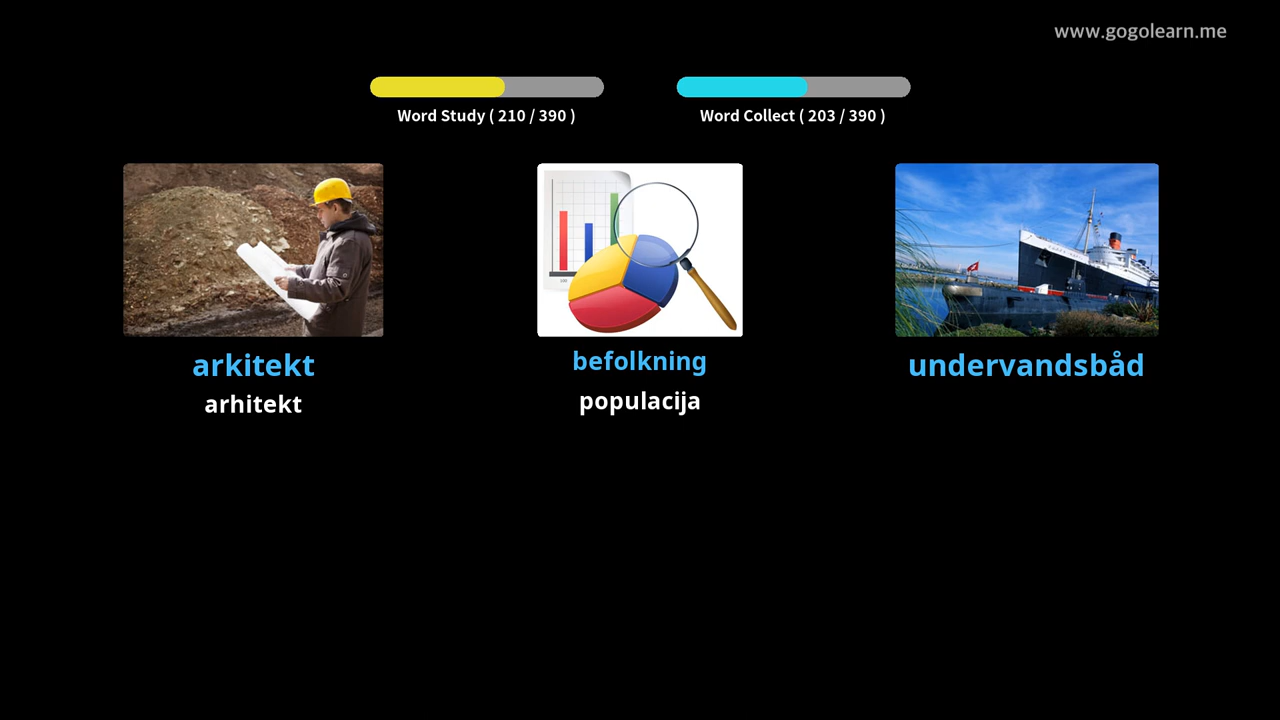 www.gogolearn.me
Word Study ( 210 / 390 )
Word Collect ( 203 / 390 )
arkitekt
arhitekt
befolkning
populacija
undervandsbåd